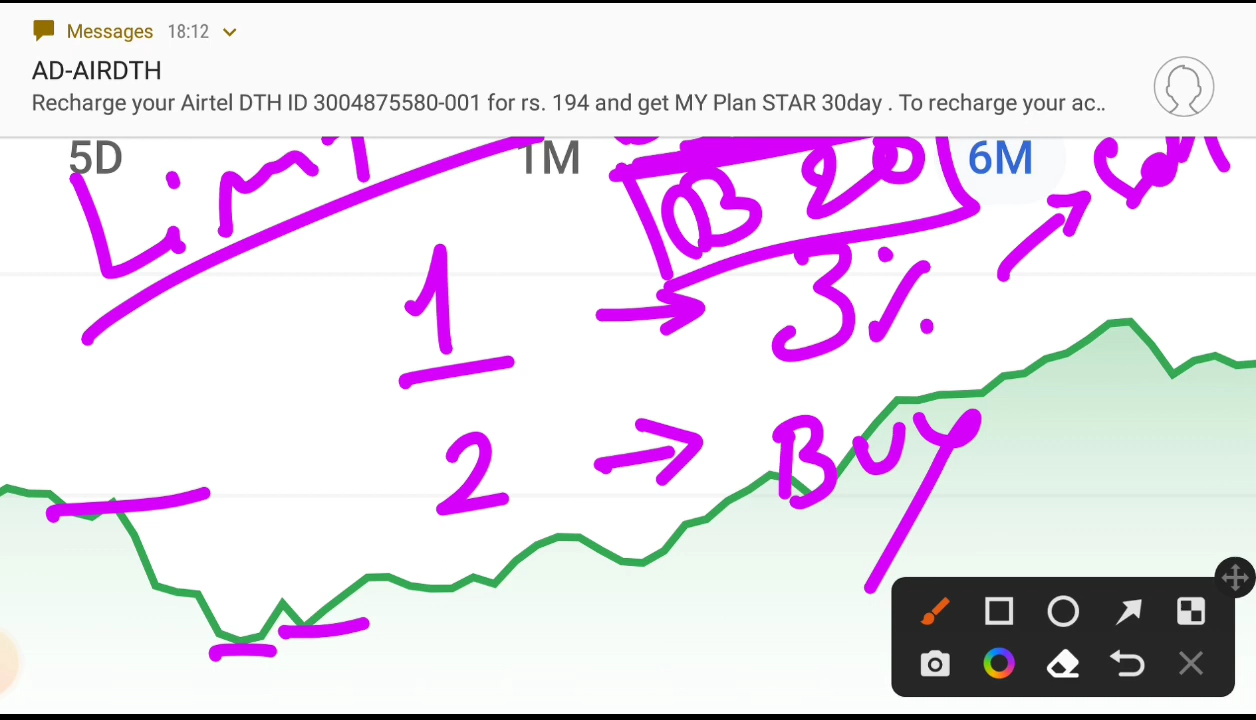 Messages 18:12
AD-AIRDTH
Recharge your Airtel DTH ID 3004875580-001 for rs. 194 and get MY Plan STAR 30day . To recharge your ac..
5D 1M 6M
1 → 3%
2 → Buy